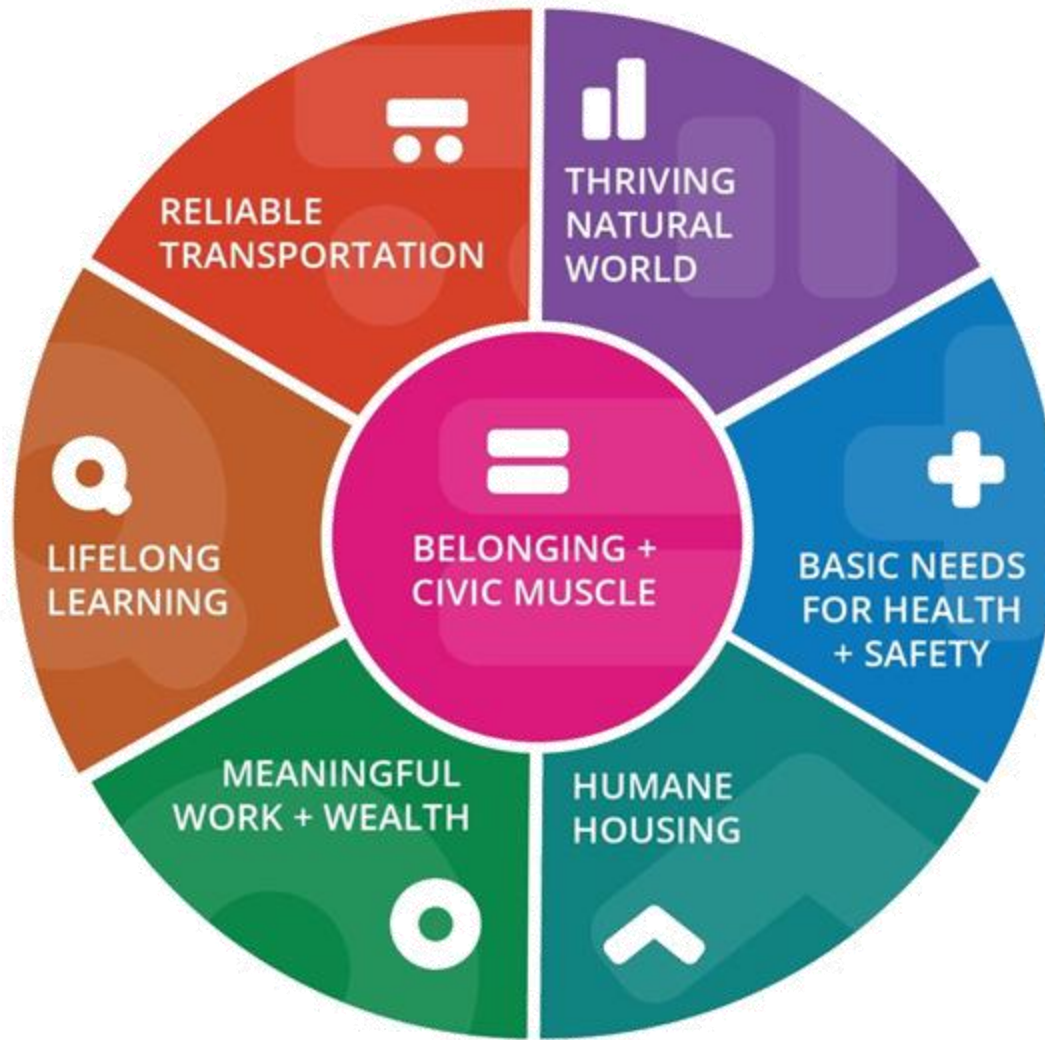 RELIABLE
TRANSPORTATION
THRIVING
NATURAL
WORLD
LIFELONG
LEARNING
BELONGING +
CIVIC MUSCLE
BASIC NEEDS
FOR HEALTH
+ SAFETY
MEANINGFUL
WORK + WEALTH
HUMANE
HOUSING